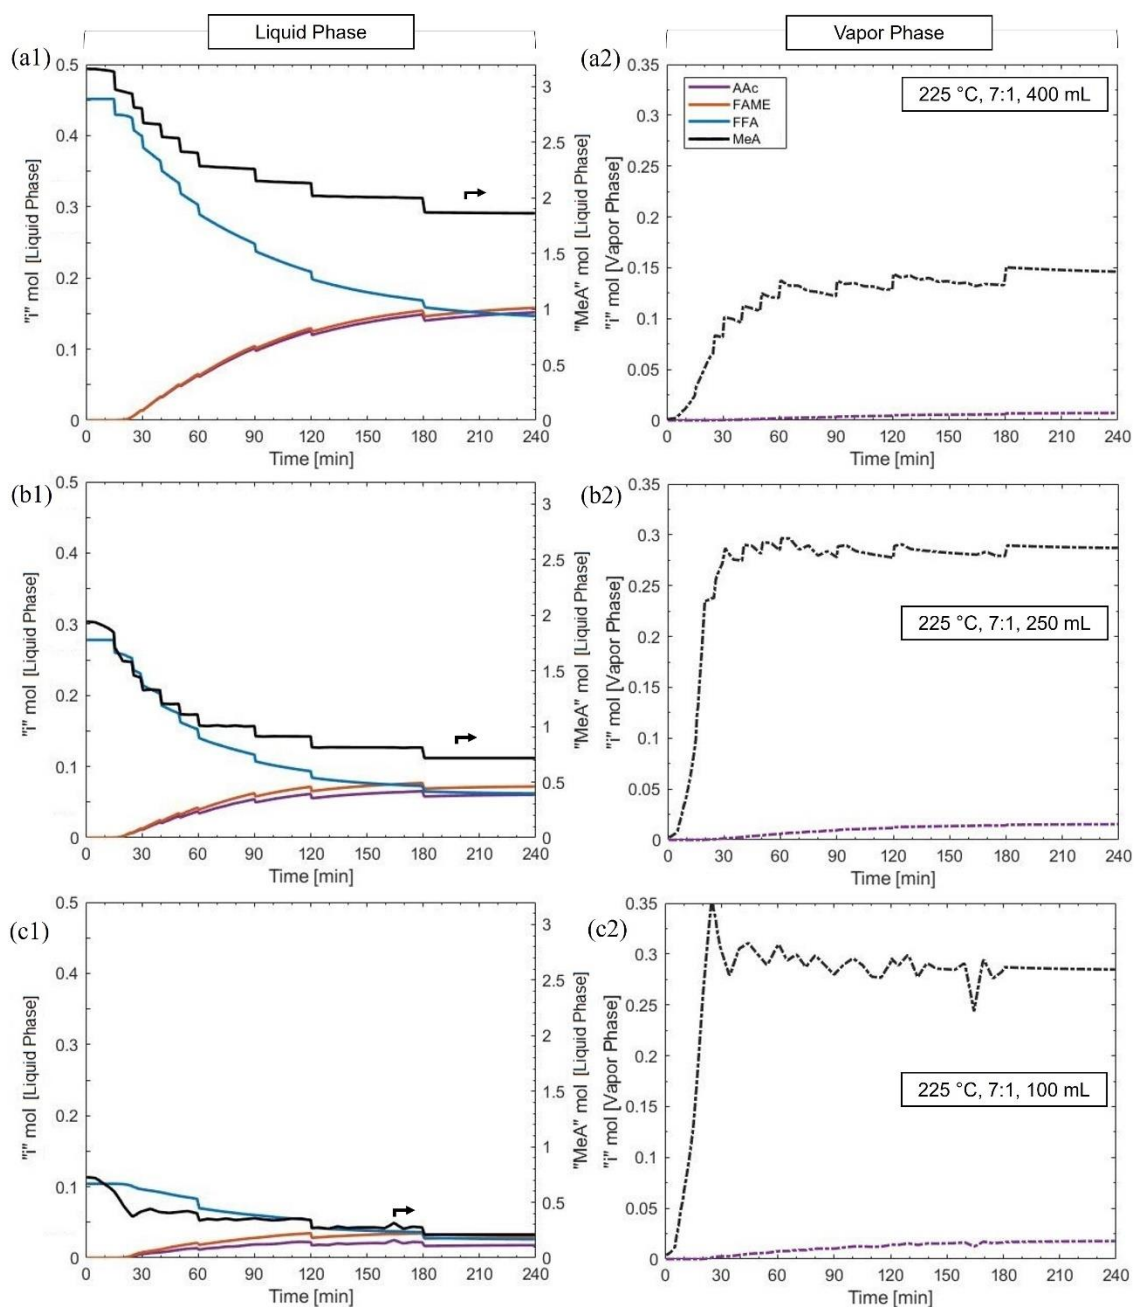 Liquid Phase
Vapor Phase
(a1)
0.5
0.4
0.3
0.2
0.1
0
3
2.5
2
1.5
1
0.5
0
"i" mol [Liquid Phase]
"MeA" mol [Liquid Phase]
0 30 60 90 120 150 180 210 240
Time [min]
(a2)
0.35
0.3
0.25
0.2
0.15
0.1
0.05
0
"i" mol [Vapor Phase]
AAc
FAME
FFA
MeA
225 °C, 7:1, 400 mL
0 30 60 90 120 150 180 210 240
Time [min]
(b1)
0.5
0.4
0.3
0.2
0.1
0
3
2.5
2
1.5
1
0.5
0
"i" mol [Liquid Phase]
"MeA" mol [Liquid Phase]
0 30 60 90 120 150 180 210 240
Time [min]
(b2)
0.35
0.3
0.25
0.2
0.15
0.1
0.05
0
"i" mol [Vapor Phase]
225 °C, 7:1, 250 mL
0 30 60 90 120 150 180 210 240
Time [min]
(c1)
0.5
0.4
0.3
0.2
0.1
0
3
2.5
2
1.5
1
0.5
0
"i" mol [Liquid Phase]
"MeA" mol [Liquid Phase]
0 30 60 90 120 150 180 210 240
Time [min]
(c2)
0.35
0.3
0.25
0.2
0.15
0.1
0.05
0
"i" mol [Vapor Phase]
225 °C, 7:1, 100 mL
0 30 60 90 120 150 180 210 240
Time [min]